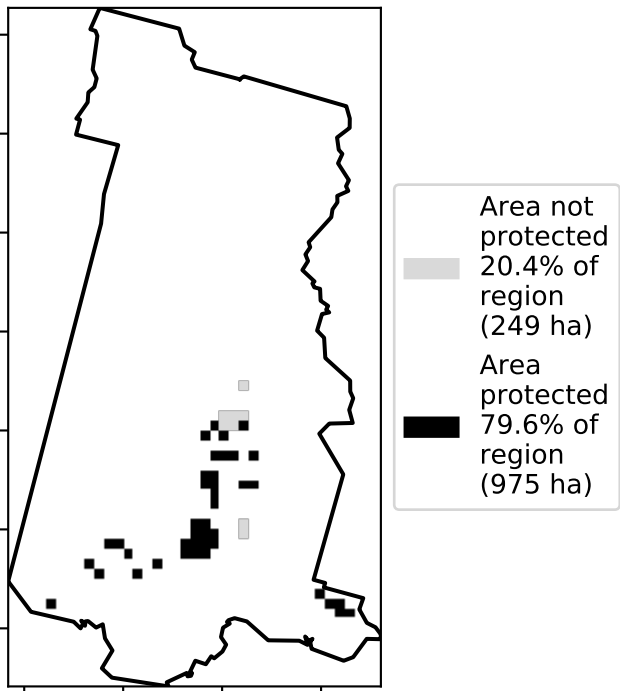 Area not
protected
20.4% of
region
(249 ha)
Area
protected
79.6% of
region
(975 ha)